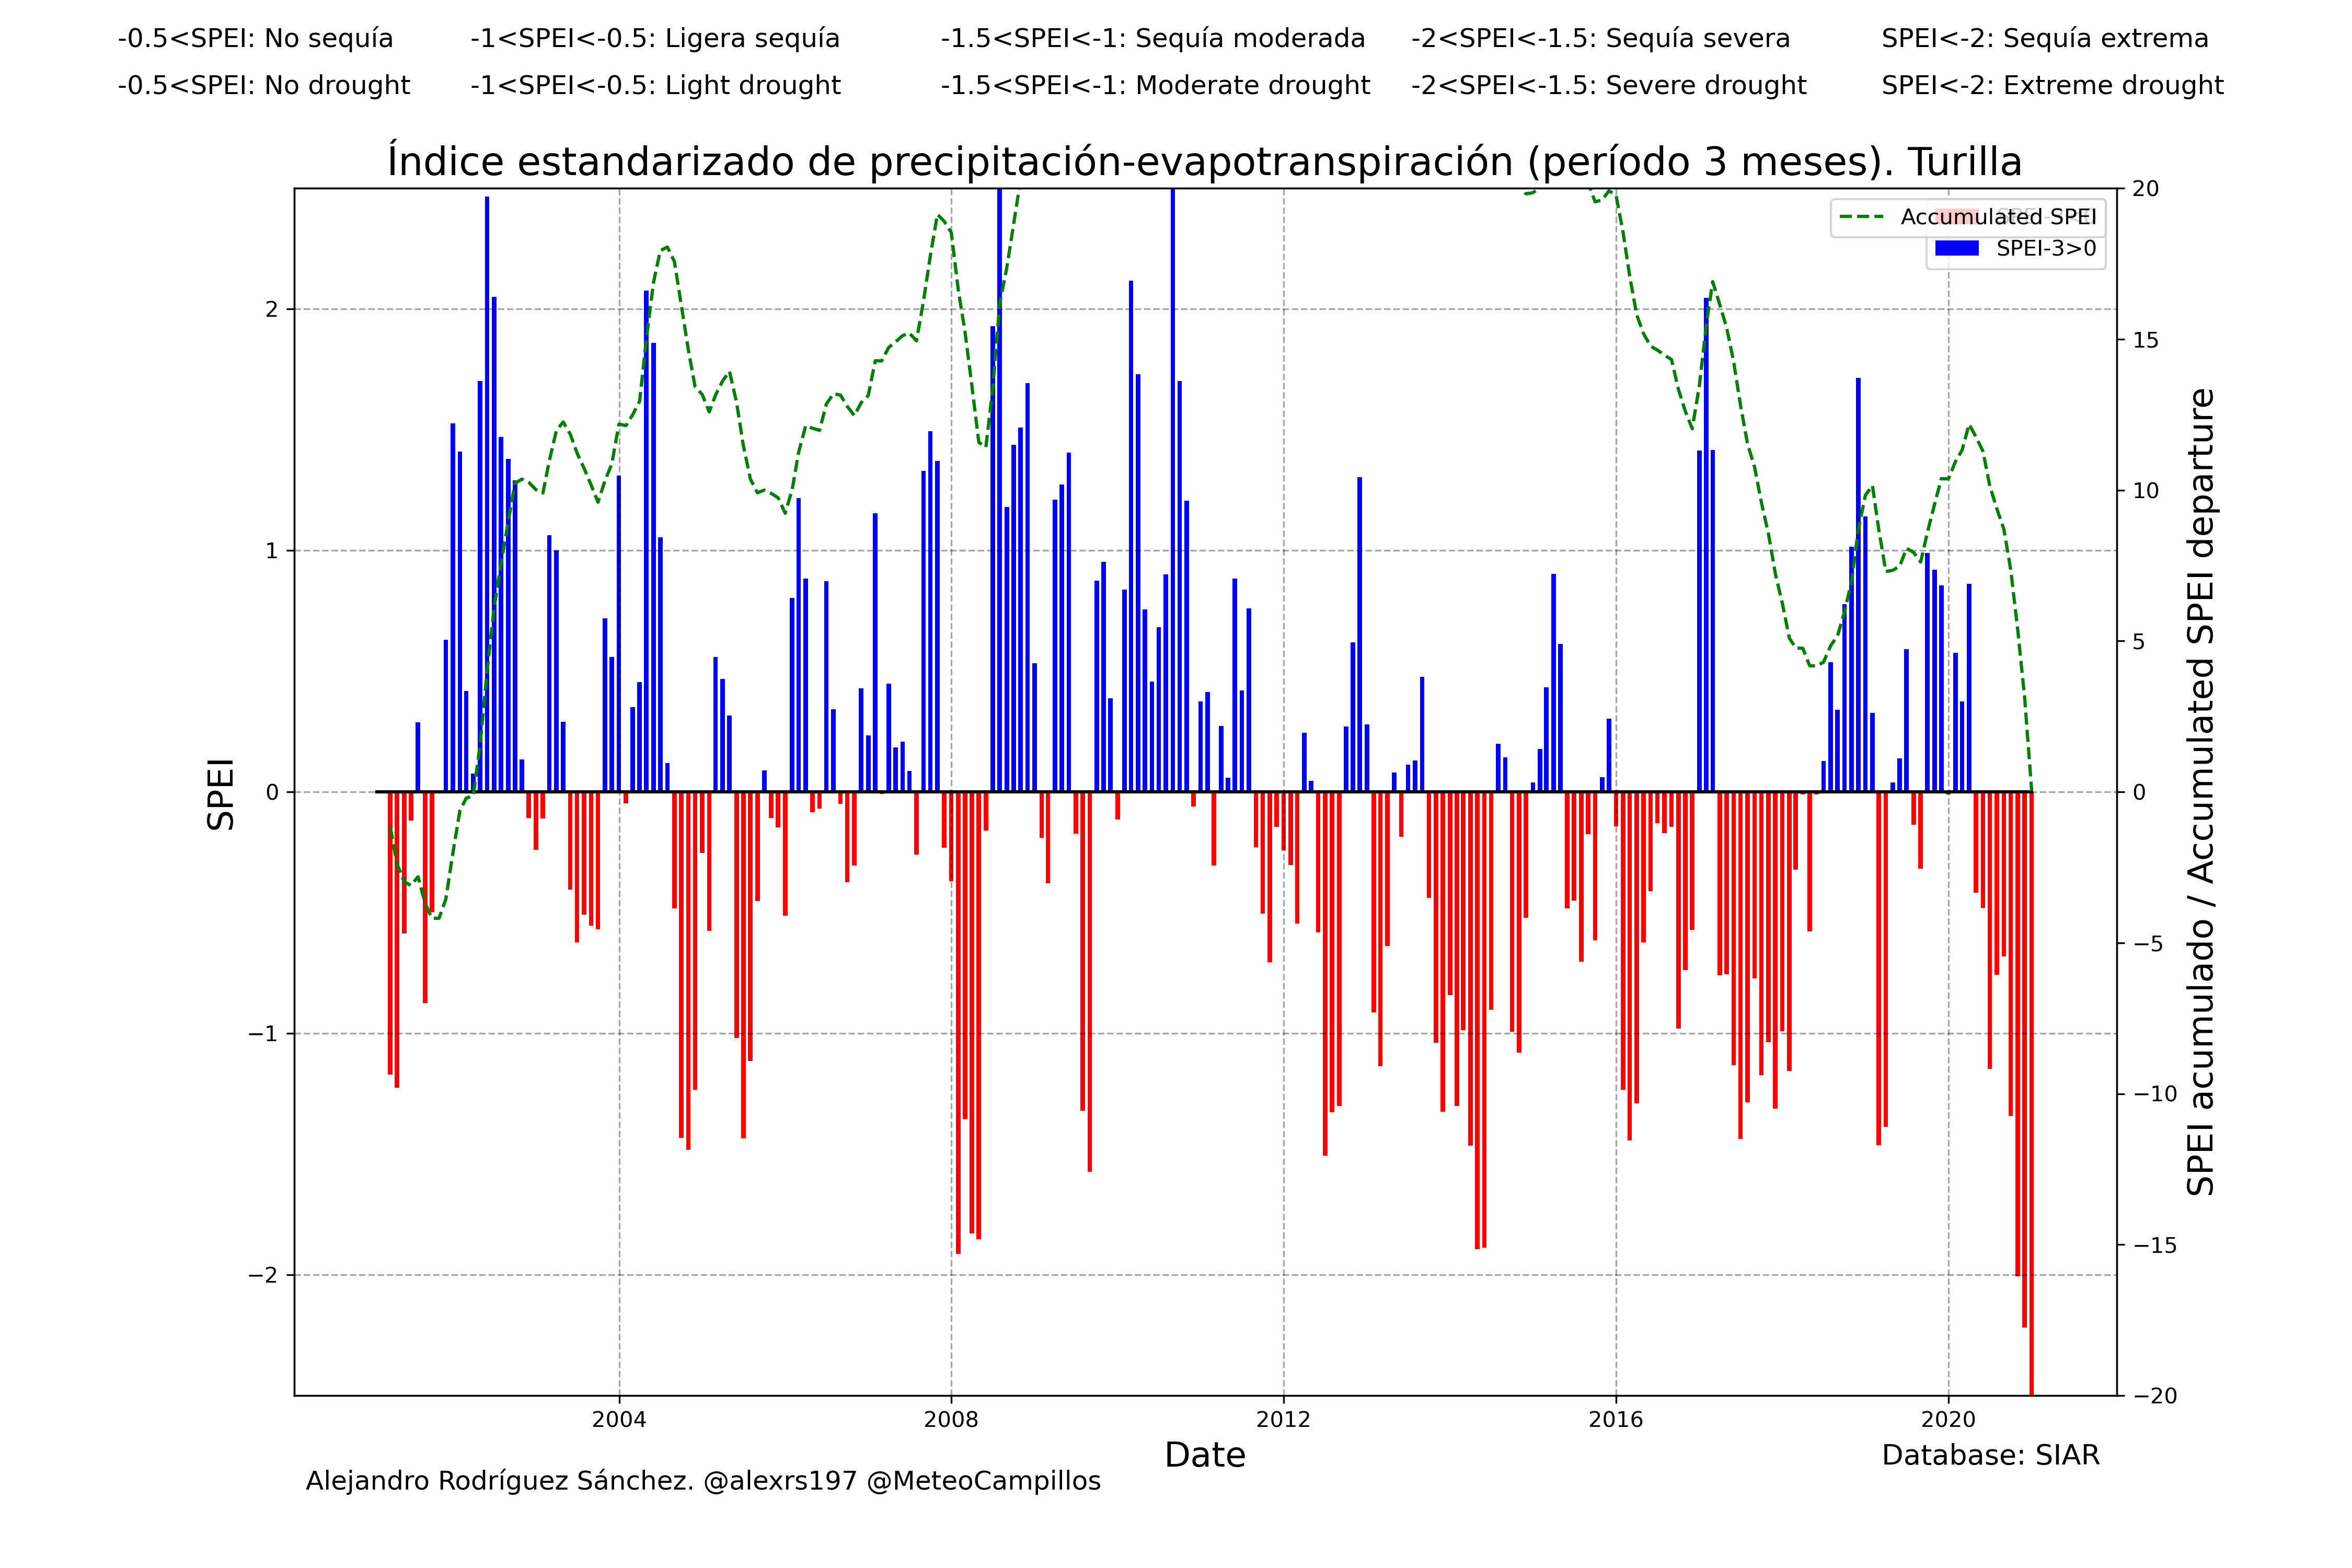 -0.5<SPEI: No sequía -1<SPEI<-0.5: Ligera sequía -1.5<SPEI<-1: Sequía moderada -2<SPEI<-1.5: Sequía severa SPEI<-2: Sequía extrema
-0.5<SPEI: No drought -1<SPEI<-0.5: Light drought -1.5<SPEI<-1: Moderate drought -2<SPEI<-1.5: Severe drought SPEI<-2: Extreme drought
Índice estandarizado de precipitación-evapotranspiración (período 3 meses). Turilla
Accumulated SPEI
SPEI-3>0
SPEI
2
1
0
−1
−2
20
15
10
5
0
−5
−10
−15
−20
SPEI acumulado / Accumulated SPEI departure
2004 2008 2012 2016 2020
Date
Database: SIAR
Alejandro Rodríguez Sánchez. @alexrs197 @MeteoCampillos